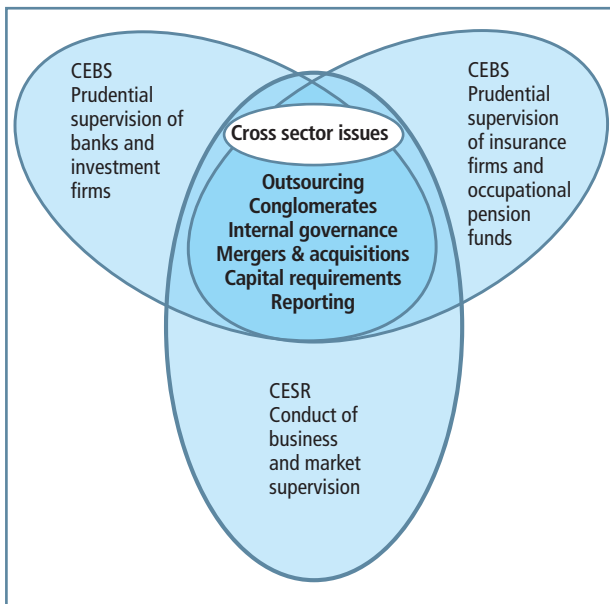 CEBS
Prudential
supervision of
banks and
investment
firms
CEBS
Prudential
supervision
of insurance
firms and
occupational
pension
funds
Cross sector issues
Outsourcing
Conglomerates
Internal governance
Mergers & acquisitions
Capital requirements
Reporting
CESR
Conduct of
business
and market
supervision